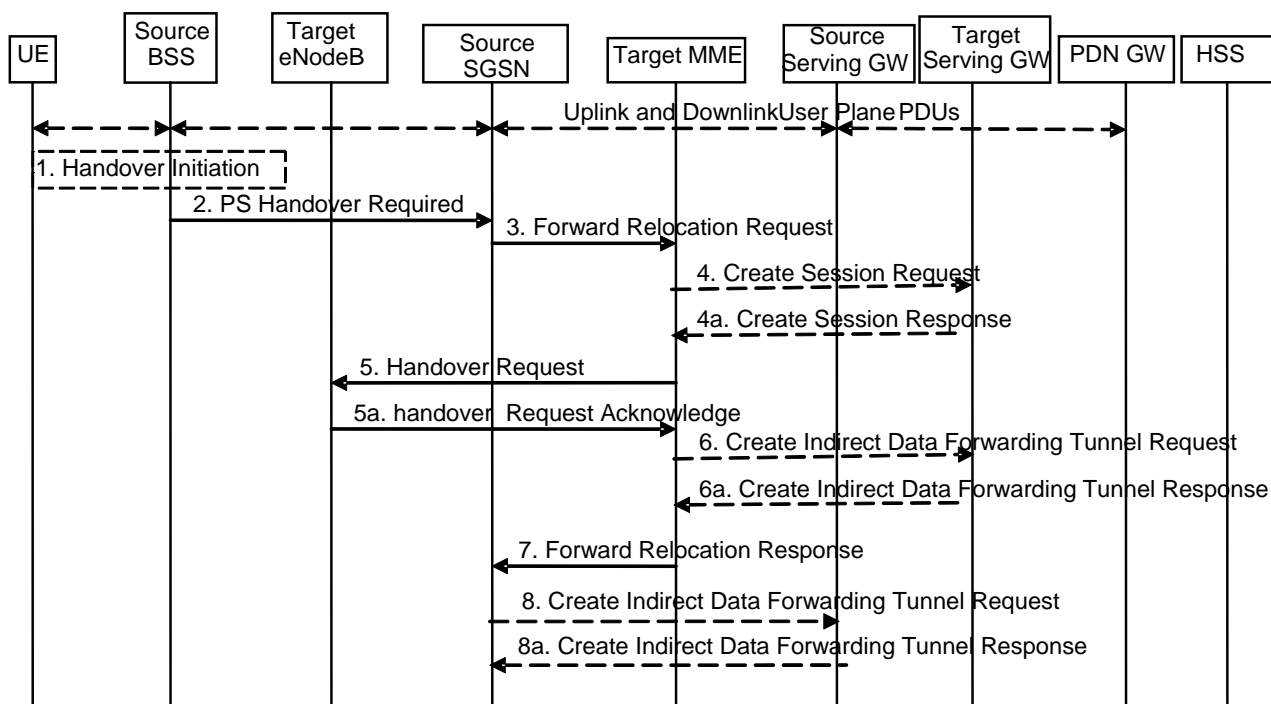 UE
Source
BSS
Target
eNodeB
Source
SGSN
Target MME
Source
Serving GW
Target
Serving GW
PDN GW
HSS
Uplink and Downlink User Plane PDUs
1. Handover Initiation
2. PS Handover Required
3. Forward Relocation Request
4. Create Session Request
4a. Create Session Response
5. Handover Request
5a. handover Request Acknowledge
6. Create Indirect Data Forwarding Tunnel Request
6a. Create Indirect Data Forwarding Tunnel Response
7. Forward Relocation Response
8. Create Indirect Data Forwarding Tunnel Request
8a. Create Indirect Data Forwarding Tunnel Response